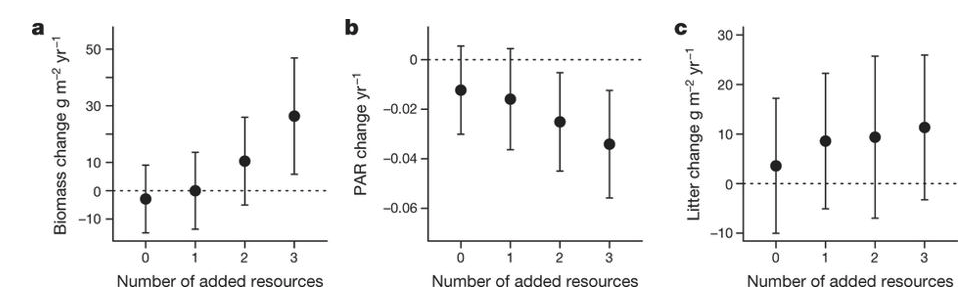 a
Biomass change g m⁻² yr⁻¹
50
30
10
0
−10
0 1 2 3
Number of added resources
b
PAR change yr⁻¹
0
−0.02
−0.04
−0.06
0 1 2 3
Number of added resources
c
Litter change g m⁻² yr⁻¹
30
20
10
0
−10
0 1 2 3
Number of added resources